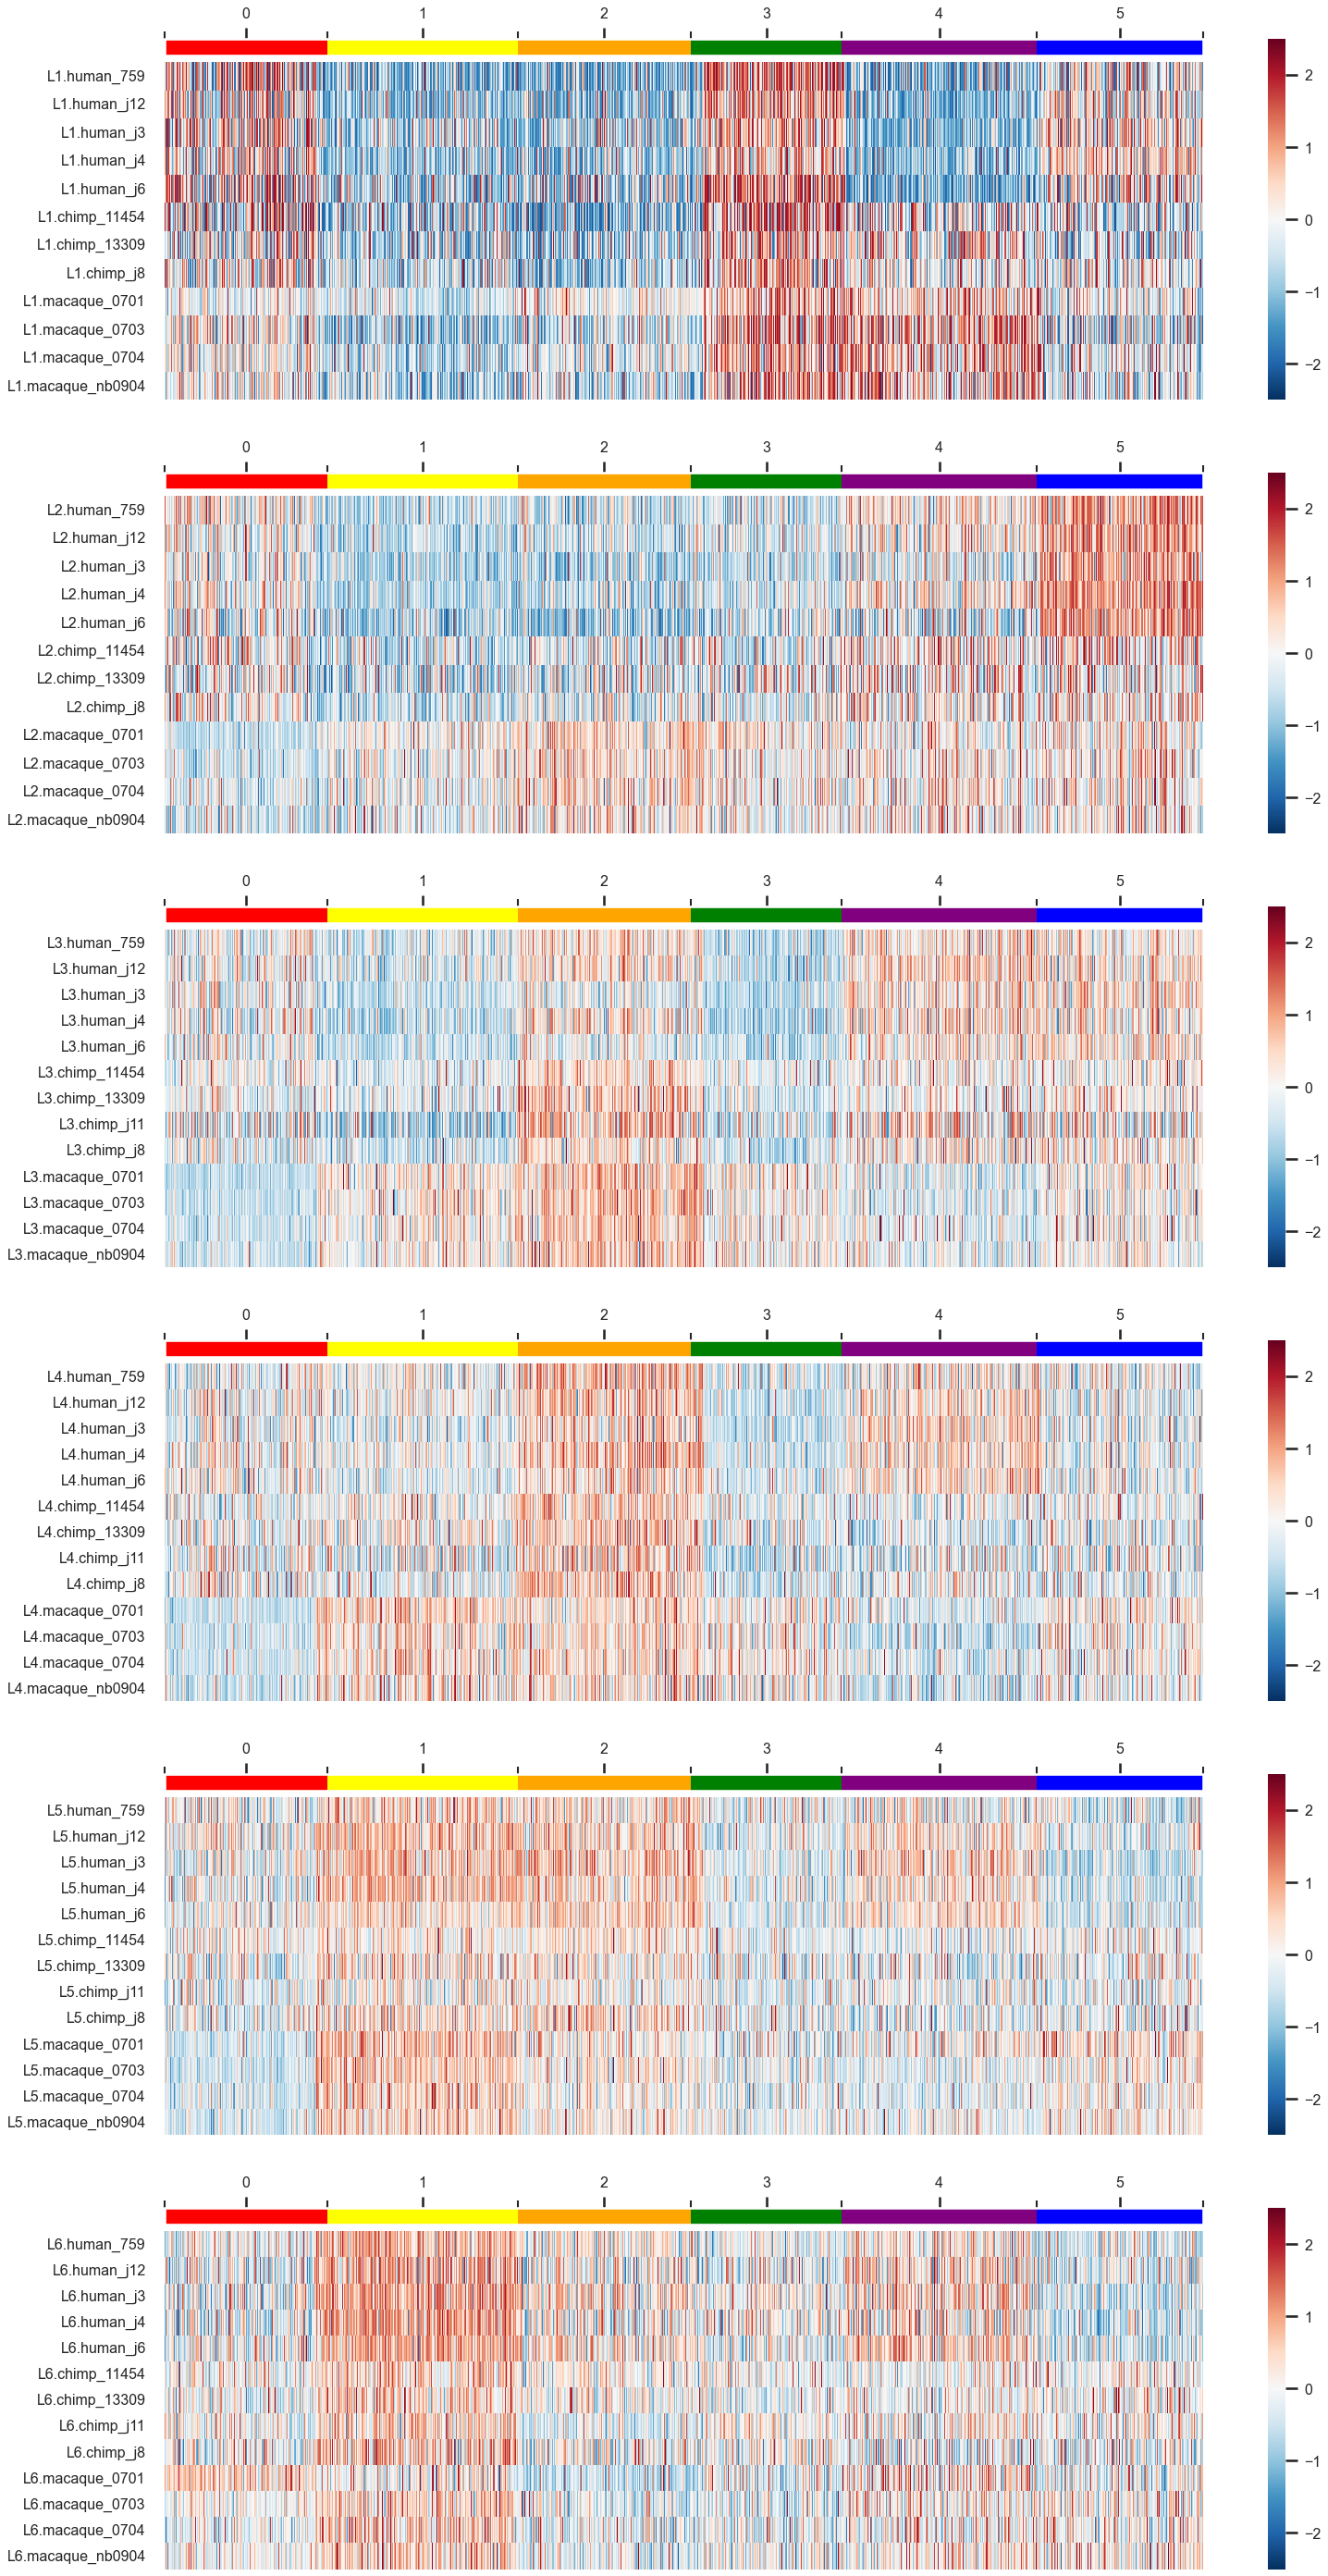 0 1 2 3 4 5
L1.human_759
L1.human_j12
L1.human_j3
L1.human_j4
L1.human_j6
L1.chimp_11454
L1.chimp_13309
L1.chimp_j8
L1.macaque_0701
L1.macaque_0703
L1.macaque_0704
L1.macaque_nb0904
2
1
0
−1
−2
0 1 2 3 4 5
L2.human_759
L2.human_j12
L2.human_j3
L2.human_j4
L2.human_j6
L2.chimp_11454
L2.chimp_13309
L2.chimp_j8
L2.macaque_0701
L2.macaque_0703
L2.macaque_0704
L2.macaque_nb0904
2
1
0
−1
−2
0 1 2 3 4 5
L3.human_759
L3.human_j12
L3.human_j3
L3.human_j4
L3.human_j6
L3.chimp_11454
L3.chimp_13309
L3.chimp_j11
L3.chimp_j8
L3.macaque_0701
L3.macaque_0703
L3.macaque_0704
L3.macaque_nb0904
2
1
0
−1
−2
0 1 2 3 4 5
L4.human_759
L4.human_j12
L4.human_j3
L4.human_j4
L4.human_j6
L4.chimp_11454
L4.chimp_13309
L4.chimp_j11
L4.chimp_j8
L4.macaque_0701
L4.macaque_0703
L4.macaque_0704
L4.macaque_nb0904
2
1
0
−1
−2
0 1 2 3 4 5
L5.human_759
L5.human_j12
L5.human_j3
L5.human_j4
L5.human_j6
L5.chimp_11454
L5.chimp_13309
L5.chimp_j11
L5.chimp_j8
L5.macaque_0701
L5.macaque_0703
L5.macaque_0704
L5.macaque_nb0904
2
1
0
−1
−2
0 1 2 3 4 5
L6.human_759
L6.human_j12
L6.human_j3
L6.human_j4
L6.human_j6
L6.chimp_11454
L6.chimp_13309
L6.chimp_j11
L6.chimp_j8
L6.macaque_0701
L6.macaque_0703
L6.macaque_0704
L6.macaque_nb0904
2
1
0
−1
−2